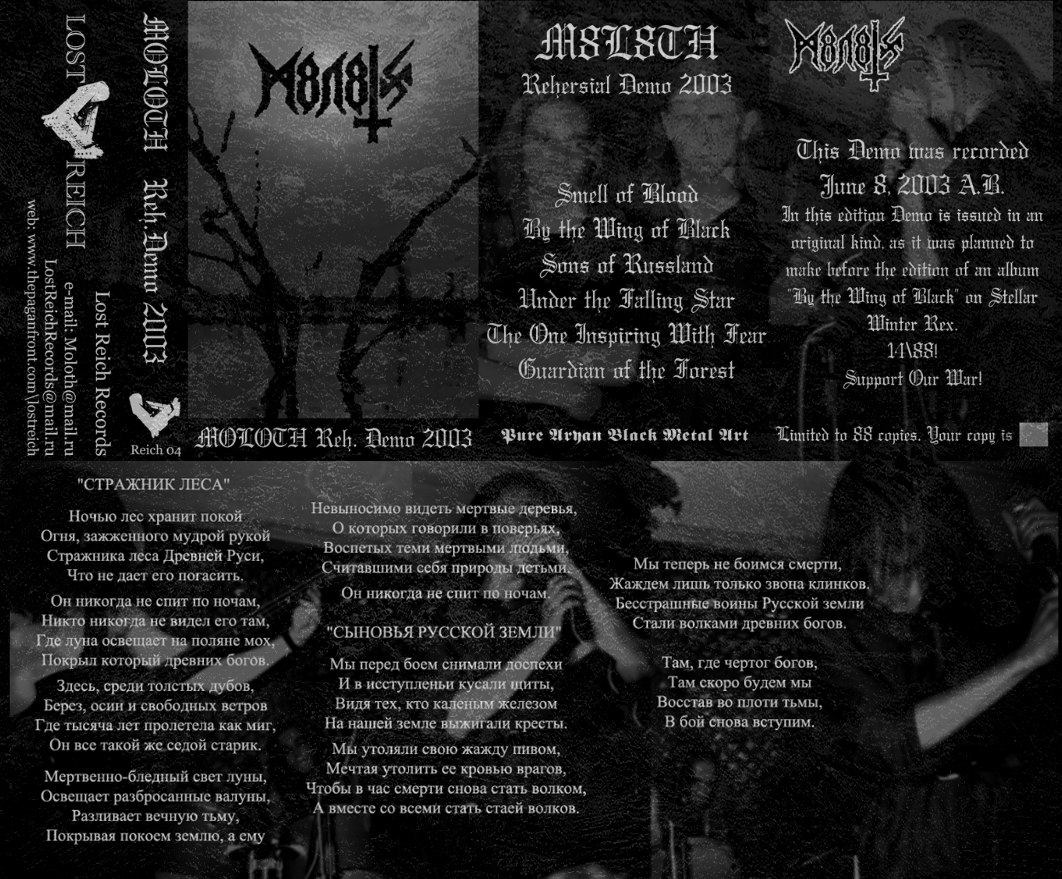 LOST REICH
Lost Reich Records
e-mail: Moloth@mail.ru
LostReichRecords@mail.ru
web: www.thepaganfront.com\lostreich
MOLOTH Reh. Demo 2003
Reich 04
М8Л8ТХ
MOLOTH Reh. Demo 2003
M8L8TH
Rehersial Demo 2003
Smell of Blood
By the Wing of Black
Sons of Russland
Under the Falling Star
The One Inspiring With Fear
Guardian of the Forest
Pure Aryan Black Metal Art
М8Л8ТХ
This Demo was recorded
June 8, 2003 A.B.
In this edition Demo is issued in an
original kind, as it was planned to
make before the edition of an album
"By the Wing of Black" on Stellar
Winter Rex.
14\88!
Support Our War!
Limited to 88 copies. Your copy is
"СТРАЖНИК ЛЕСА"
Ночью лес хранит покой
Огня, зажженного мудрой рукой
Стражника леса Древней Руси,
Что не дает его погасить.
Он никогда не спит по ночам,
Никто никогда не видел его там,
Где луна освещает на поляне мох,
Покрыл который древних богов.
Здесь, среди толстых дубов,
Берез, осин и свободных ветров
Где тысяча лет пролетела как миг,
Он все такой же седой старик.
Мертвенно-бледный свет луны,
Освещает разбросанные валуны,
Разливает вечную тьму,
Покрывая покоем землю, а ему
Невыносимо видеть мертвые деревья,
О которых говорили в поверьях,
Воспетых теми мертвыми людьми,
Считавшими себя природы детьми.
Он никогда не спит по ночам.
"СЫНОВЬЯ РУССКОЙ ЗЕМЛИ"
Мы перед боем снимали доспехи
И в исступленьи кусали щиты,
Видя тех, кто каленым железом
На нашей земле выжигали кресты.
Мы утоляли свою жажду пивом,
Мечтая утолить ее кровью врагов,
Чтобы в час смерти снова стать волком,
А вместе со всеми стать стаей волков.
Мы теперь не боимся смерти,
Жаждем лишь только звона клинков.
Бесстрашные воины Русской земли
Стали волками древних богов.
Там, где чертог богов,
Там скоро будем мы
Восстав во плоти тьмы,
В бой снова вступим.